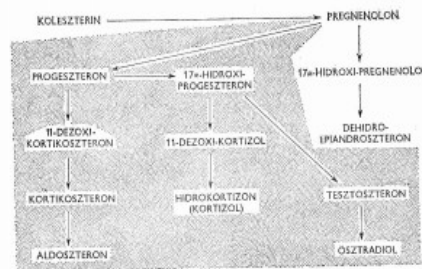 KOLESZTERIN
PREGNENOLON
PROGESZTERON
17α-HIDROXI-
PROGESZTERON
17α-HIDROXI-PREGNENOLON
11-DEZOXI-
KORTIKOSZTERON
11-DEZOXI-KORTIZOL
DEHIDRO-
EPIANDROSZTERON
KORTIKOSZTERON
HIDROKORTIZON
(KORTIZOL)
TESZTOSZTERON
ALDOSZTERON
ÖSZTRADIOL